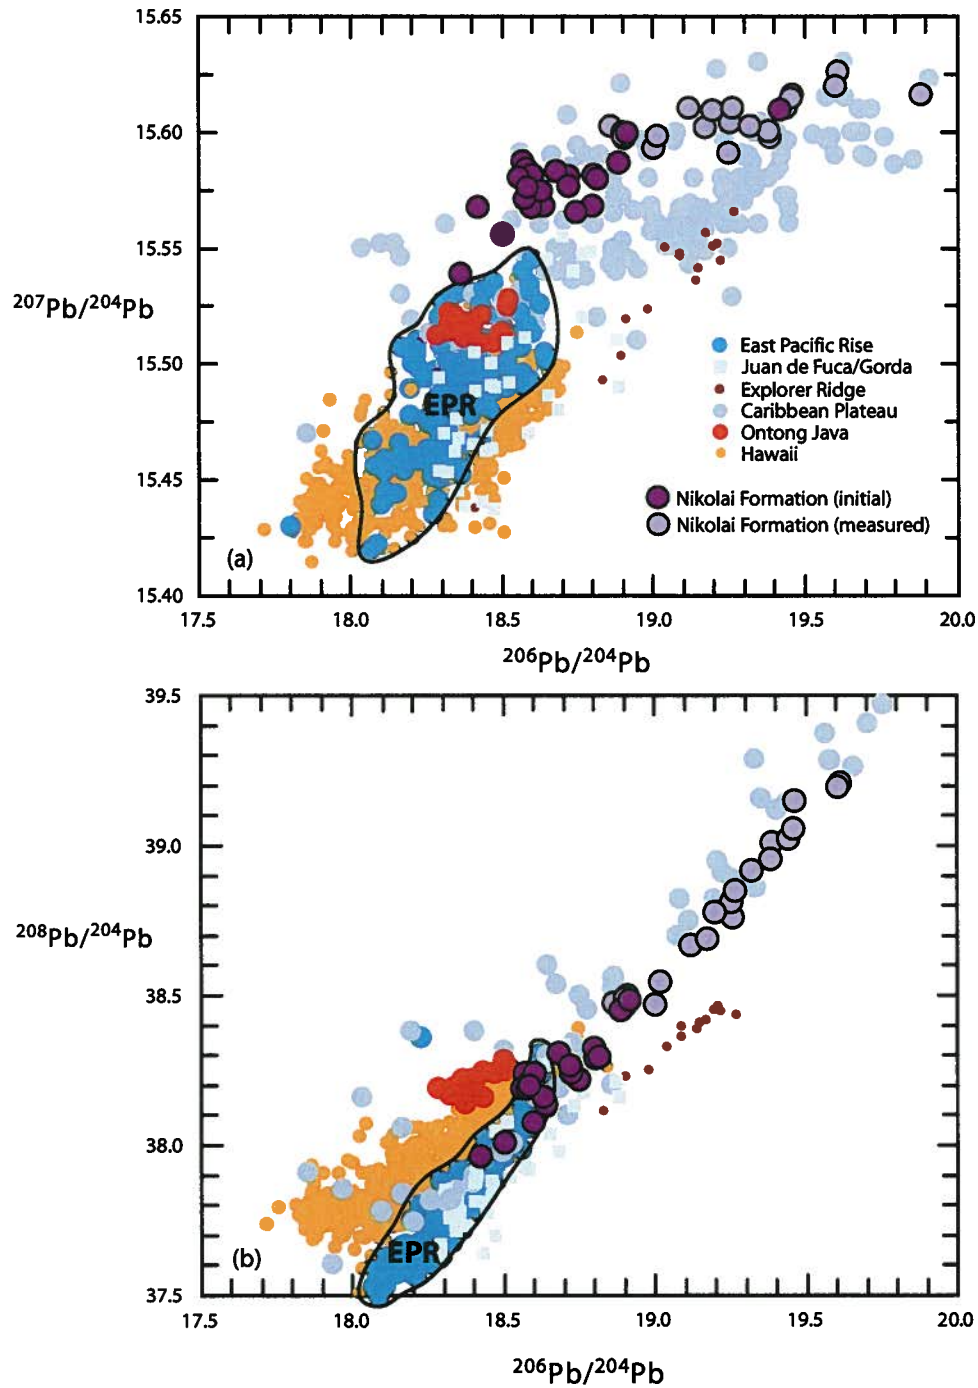 15.65
15.60
15.55
207Pb/204Pb
15.50
15.45
15.40
EPR
East Pacific Rise
Juan de Fuca/Gorda
Explorer Ridge
Caribbean Plateau
Ontong Java
Hawaii
Nikolai Formation (initial)
Nikolai Formation (measured)
(a)
17.5 18.0 18.5 19.0 19.5 20.0
206Pb/204Pb
39.5
39.0
208Pb/204Pb
38.5
38.0
37.5
EPR
(b)
17.5 18.0 18.5 19.0 19.5 20.0
206Pb/204Pb